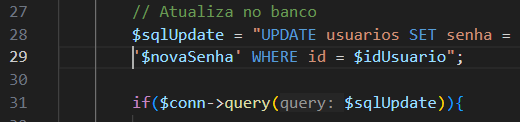 27 // Atualiza no banco
28 $sqlUpdate = "UPDATE usuarios SET senha =
29 '$novaSenha' WHERE id = $idUsuario";
30
31 if($conn->query(query: $sqlUpdate)){